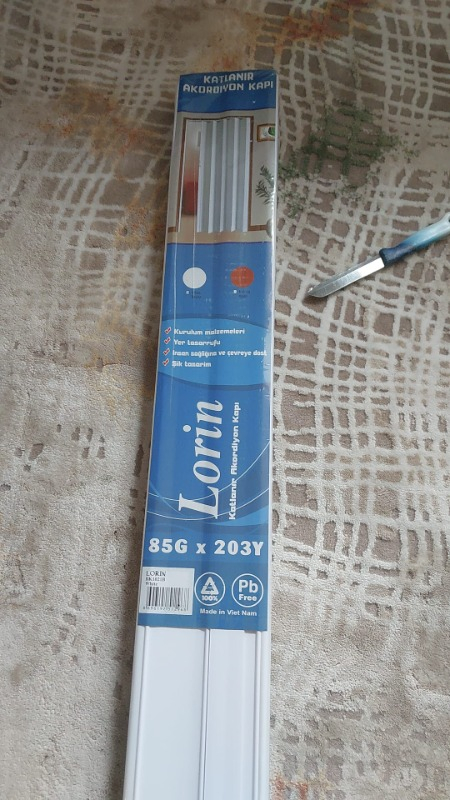 KATLANIR
AKORDİYON KAPI
Kurulum malzemeleri
Yer tasarrufu
İnsan sağlığına ve çevreye dost
Şık tasarım
Lorin
Katlanır Akordiyon Kapı
85G x 203Y
LORIN
White
100%
Pb
Free
Made in Viet Nam